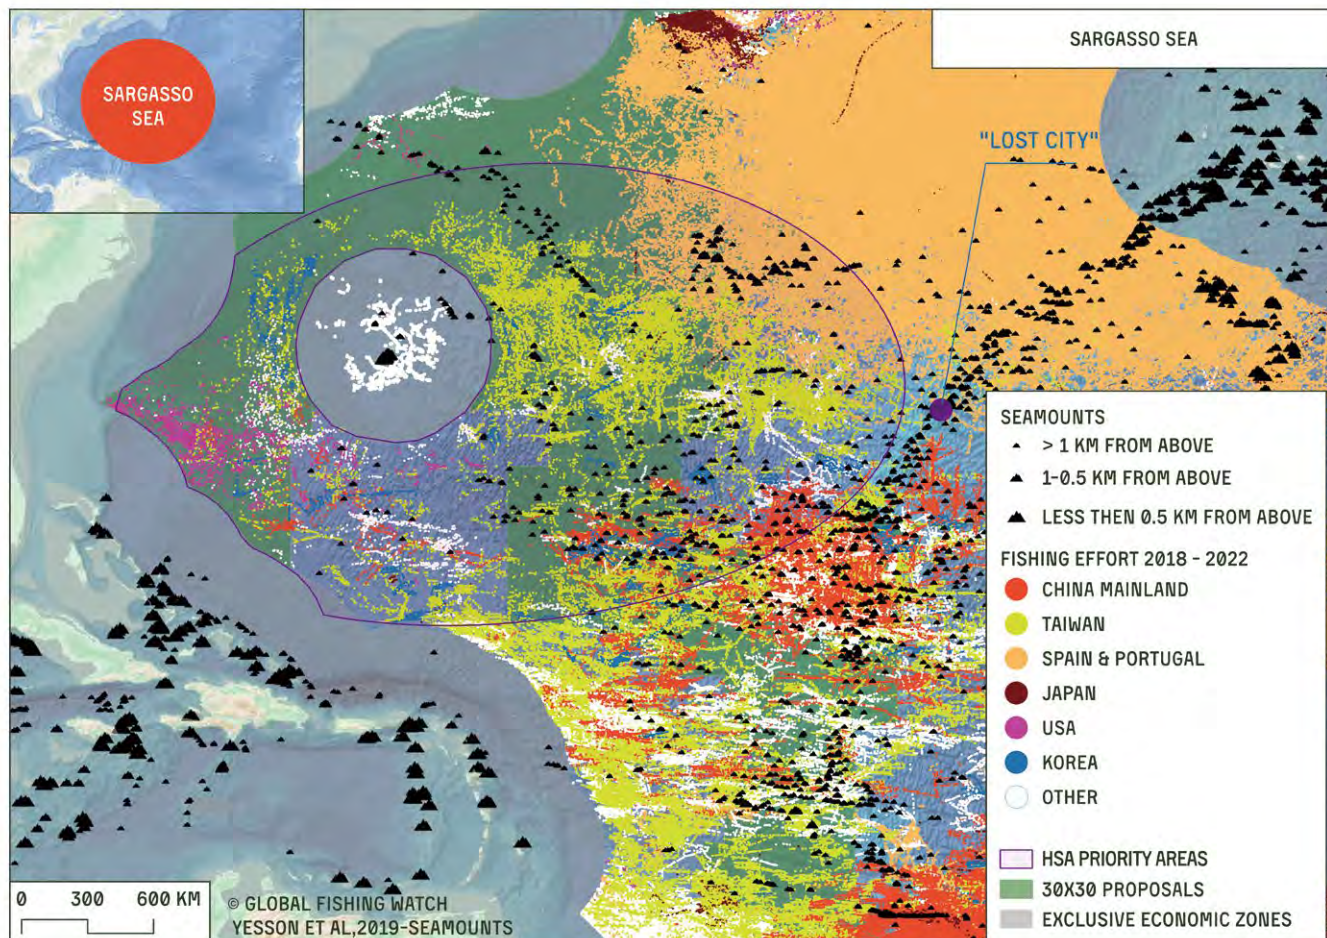 SARGASSO SEA
SARGASSO
SEA
"LOST CITY"
SEAMOUNTS
> 1 KM FROM ABOVE
1-0.5 KM FROM ABOVE
LESS THEN 0.5 KM FROM ABOVE
FISHING EFFORT 2018 - 2022
CHINA MAINLAND
TAIWAN
SPAIN & PORTUGAL
JAPAN
USA
KOREA
OTHER
HSA PRIORITY AREAS
30X30 PROPOSALS
EXCLUSIVE ECONOMIC ZONES
0 300 600 KM
© GLOBAL FISHING WATCH
YESSON ET AL,2019-SEAMOUNTS